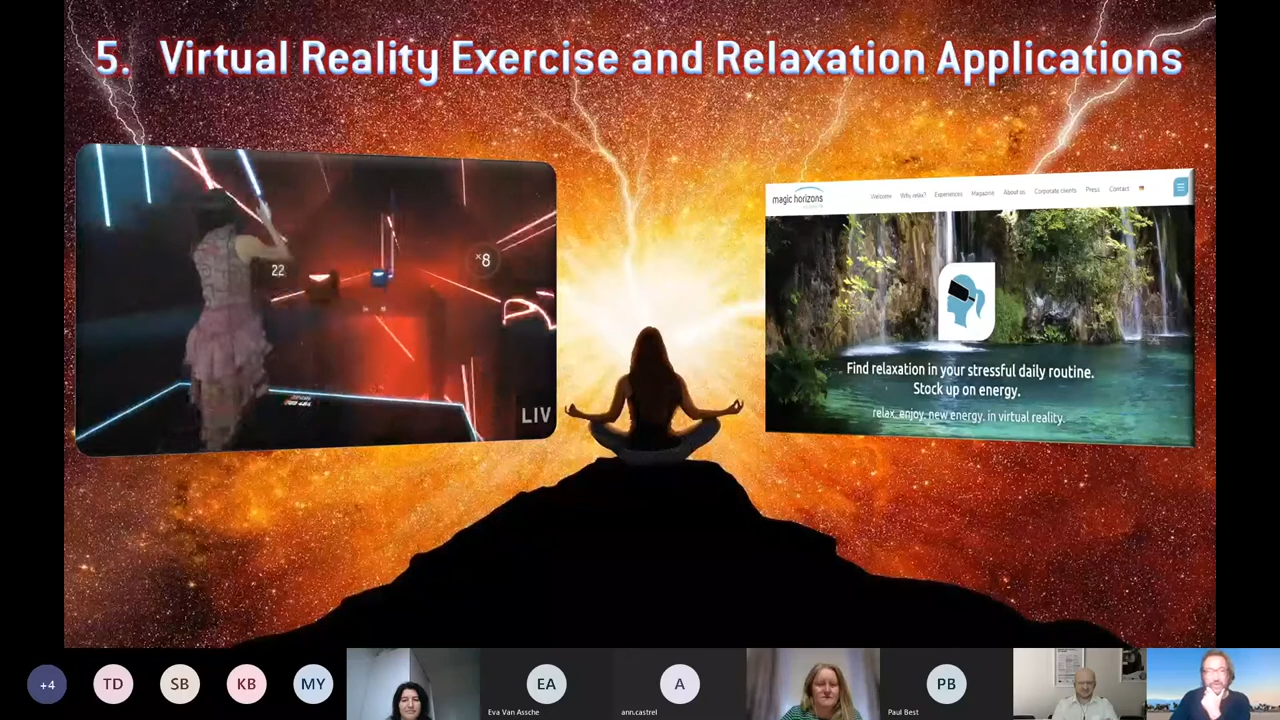 5. Virtual Reality Exercise and Relaxation Applications
22
x8
LIV
magic horizons
Welcome Why relax? Experiences Magazine About us Corporate clients Press Contact
Find relaxation in your stressful daily routine.
Stock up on energy.
relax. enjoy. new energy. in virtual reality.
+4
TD
SB
KB
MY
EA
Eva Van Assche
A
ann.castrel
PB
Paul Best